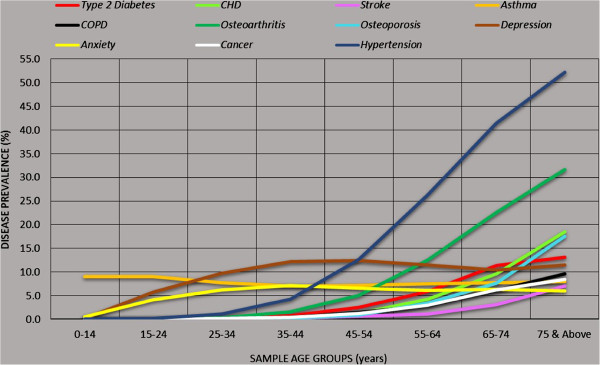 Type 2 Diabetes CHD Stroke Asthma
COPD Osteoarthritis Osteoporosis Depression
Anxiety Cancer Hypertension
55.0
50.0
45.0
40.0
35.0
30.0
25.0
20.0
15.0
10.0
5.0
0.0
DISEASE PREVALENCE (%)
0-14 15-24 25-34 35-44 45-54 55-64 65-74 75 & Above
SAMPLE AGE GROUPS (years)